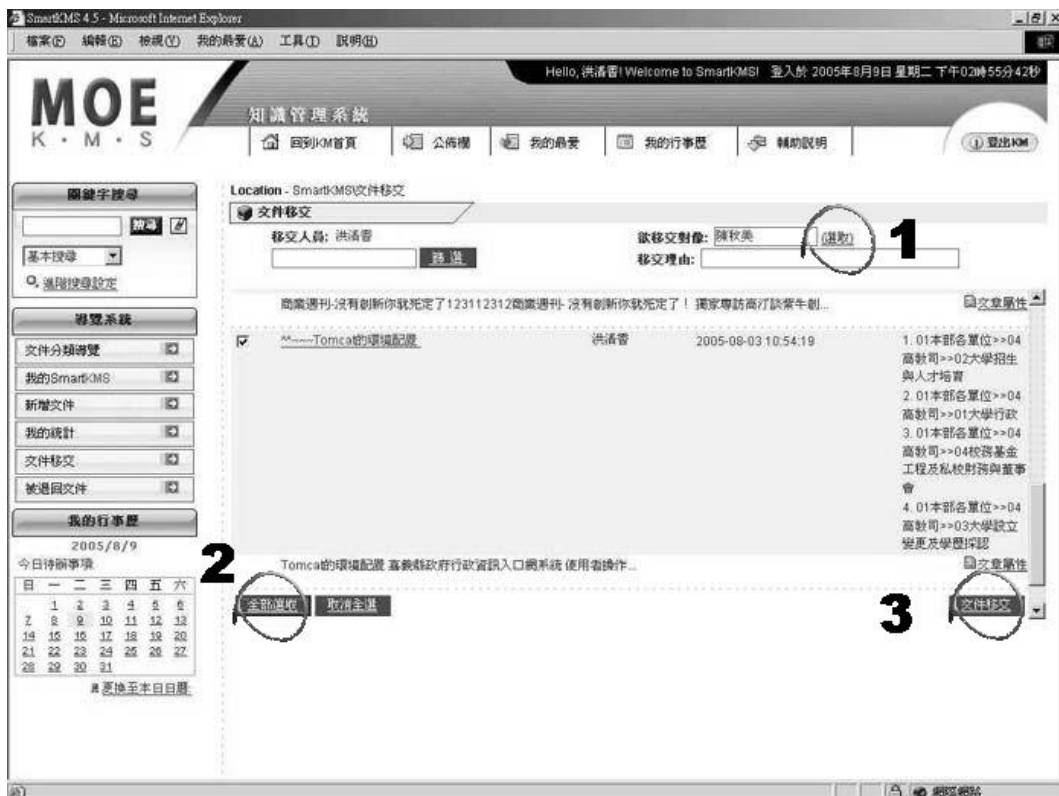 SmartKMS 4.5 - Microsoft Internet Explorer
檔案(F) 編輯(E) 檢視(V) 我的最愛(A) 工具(T) 說明(H)
Hello, 洪滿香! Welcome to SmartKMS! 登入於 2005年8月9日 星期二 下午02時55分42秒
MOE
K · M · S
知識管理系統
回到KM首頁 公佈欄 我的最愛 我的行事歷 輔助說明 登出KM
關鍵字搜尋
搜尋
基本搜尋
進階搜尋設定
導覽系統
文件分類導覽
我的SmartKMS
新增文件
我的統計
文件移交
被退回文件
我的行事歷
2005/8/9
今日待辦事項
日 一 二 三 四 五 六
1 2 3 4 5 6
7 8 9 10 11 12 13
14 15 16 17 18 19 20
21 22 23 24 25 26 27
28 29 30 31
更換至本日日曆
Location - SmartKMS\文件移交
文件移交
移交人員: 洪滿香 欲移交對像: 陳秋美 (選取) 1
篩選 移交理由:
商業週刊-沒有創新你就死定了123112312商業週刊- 沒有創新你就死定了! 獨家專訪高汀談紫牛創... 文章屬性
^^~~~Tomcat的環境配置 洪滿香 2005-08-03 10:54:19 1. 01本部各單位>>04
高教司>>02大學招生
與人才培育
2. 01本部各單位>>04
高教司>>01大學行政
3. 01本部各單位>>04
高教司>>04校務基金
工程及私校財務與董事
會
4. 01本部各單位>>04
高教司>>03大學設立
變更及學歷採認
Tomcat的環境配置 嘉義縣政府行政資訊入口網系統 使用者操作... 文章屬性
2
全部選取 取消全選 3 文件移交
網際網路